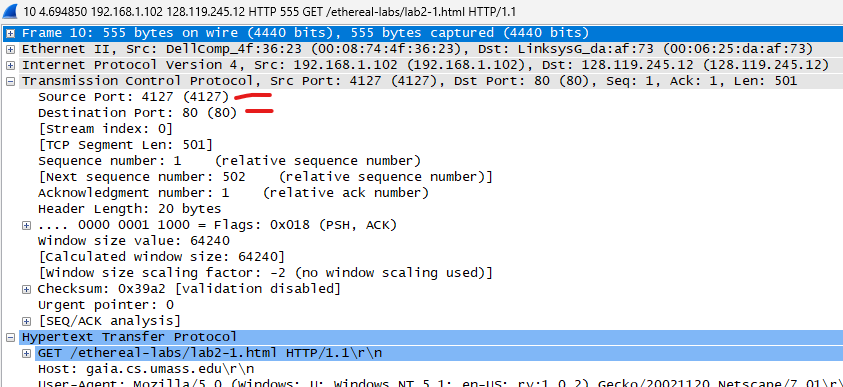 10 4.694850 192.168.1.102 128.119.245.12 HTTP 555 GET /ethereal-labs/lab2-1.html HTTP/1.1
Frame 10: 555 bytes on wire (4440 bits), 555 bytes captured (4440 bits)
Ethernet II, Src: DellComp_4f:36:23 (00:08:74:4f:36:23), Dst: LinksysG_da:af:73 (00:06:25:da:af:73)
Internet Protocol Version 4, Src: 192.168.1.102 (192.168.1.102), Dst: 128.119.245.12 (128.119.245.12)
Transmission Control Protocol, Src Port: 4127 (4127), Dst Port: 80 (80), Seq: 1, Ack: 1, Len: 501
Source Port: 4127 (4127)
Destination Port: 80 (80)
[Stream index: 0]
[TCP Segment Len: 501]
Sequence number: 1 (relative sequence number)
[Next sequence number: 502 (relative sequence number)]
Acknowledgment number: 1 (relative ack number)
Header Length: 20 bytes
.... 0000 0001 1000 = Flags: 0x018 (PSH, ACK)
Window size value: 64240
[Calculated window size: 64240]
[Window size scaling factor: -2 (no window scaling used)]
Checksum: 0x39a2 [validation disabled]
Urgent pointer: 0
[SEQ/ACK analysis]
Hypertext Transfer Protocol
GET /ethereal-labs/lab2-1.html HTTP/1.1\r\n
Host: gaia.cs.umass.edu\r\n
User-Agent: Mozilla/5.0 (Windows; U; Windows NT 5.1; en-US; rv:1.0.2) Gecko/20021120 Netscape/7.01\r\n